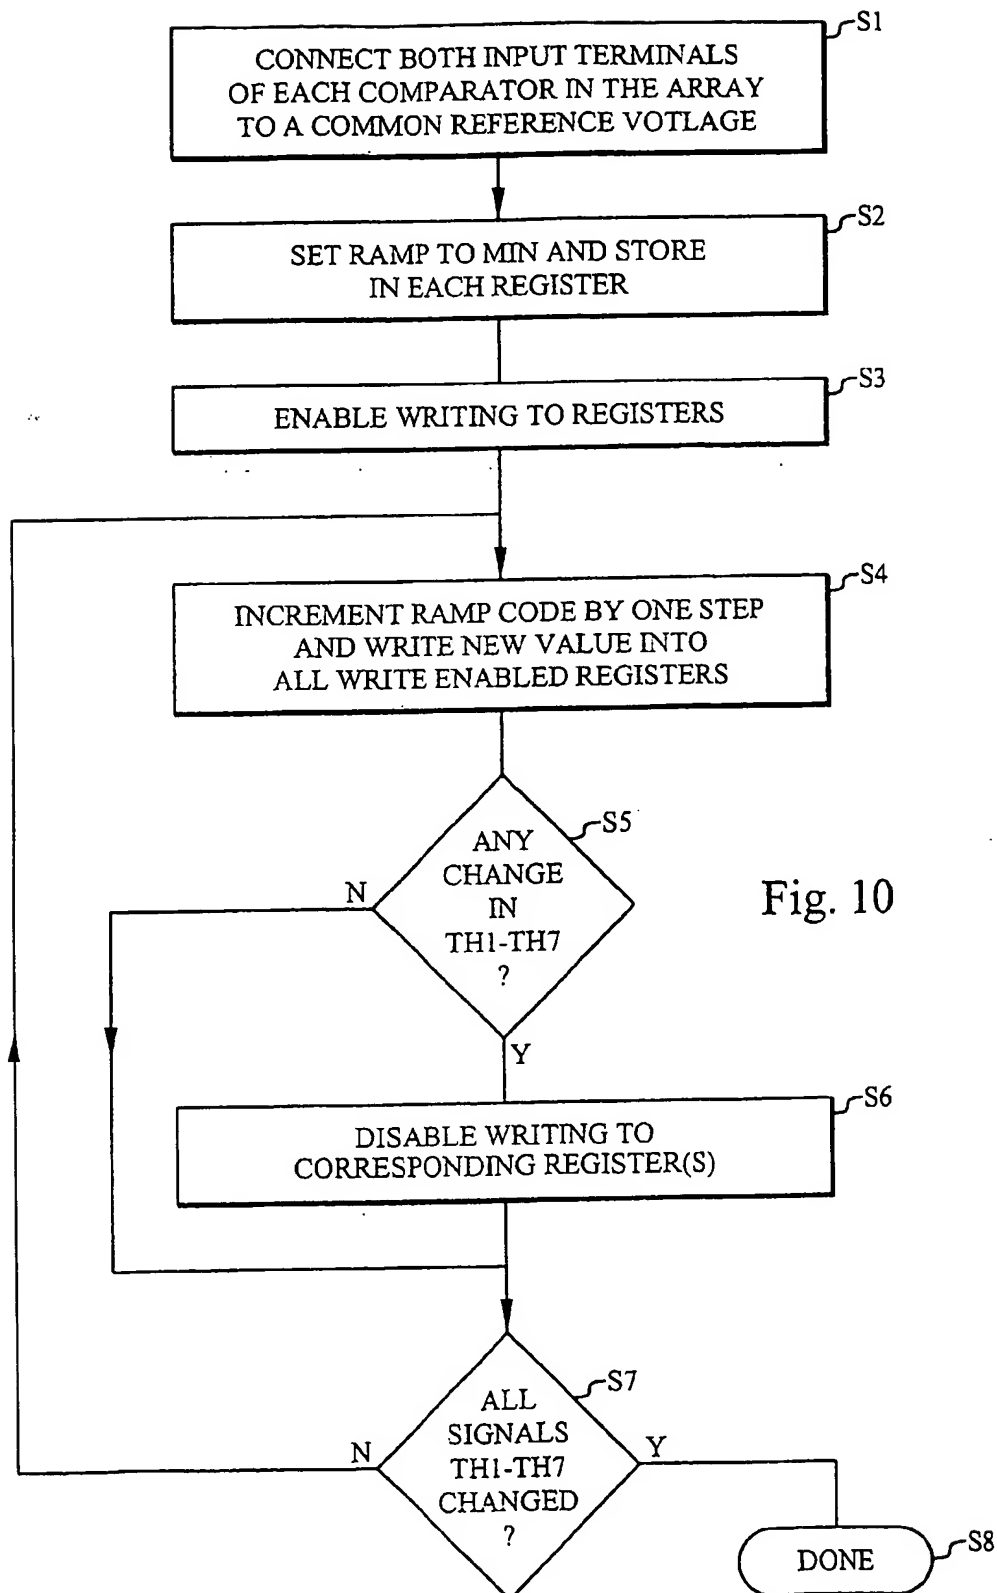 S1
CONNECT BOTH INPUT TERMINALS
OF EACH COMPARATOR IN THE ARRAY
TO A COMMON REFERENCE VOTLAGE
S2
SET RAMP TO MIN AND STORE
IN EACH REGISTER
S3
ENABLE WRITING TO REGISTERS
S4
INCREMENT RAMP CODE BY ONE STEP
AND WRITE NEW VALUE INTO
ALL WRITE ENABLED REGISTERS
S5
ANY
CHANGE
IN
TH1-TH7
?
N
Y
Fig. 10
S6
DISABLE WRITING TO
CORRESPONDING REGISTER(S)
S7
ALL
SIGNALS
TH1-TH7
CHANGED
?
N
Y
DONE
S8